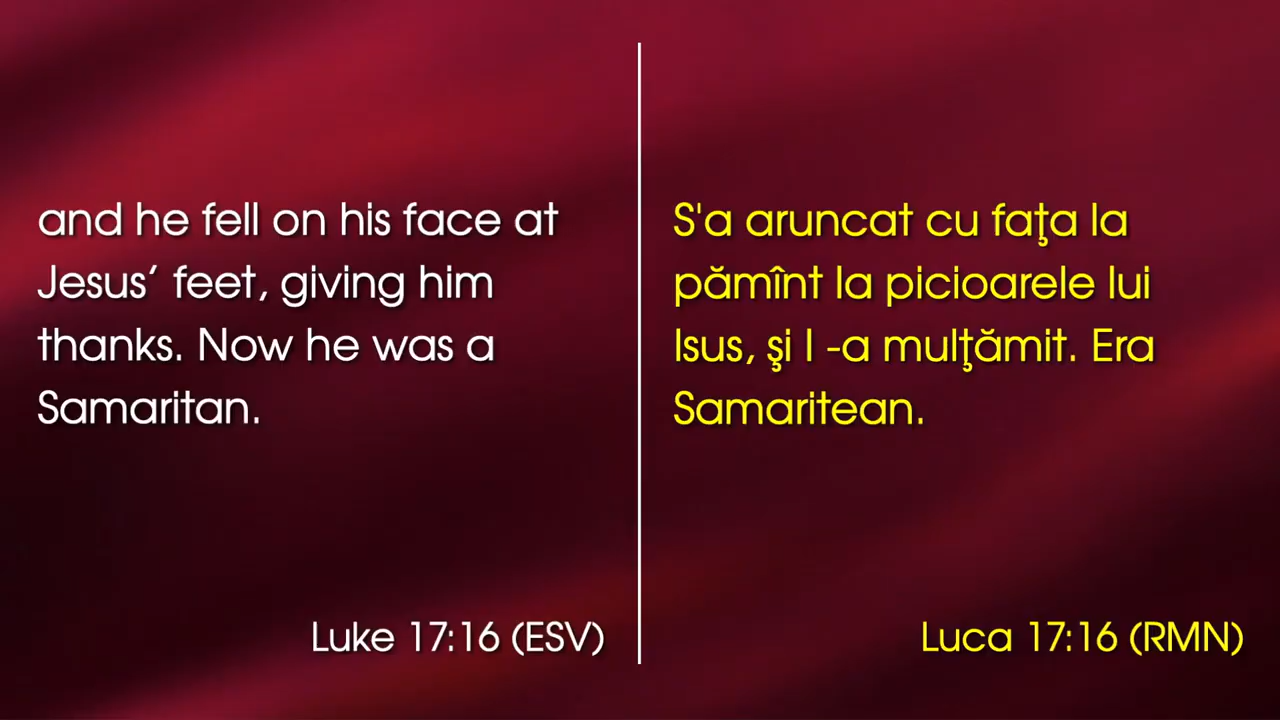 and he fell on his face at
Jesus’ feet, giving him
thanks. Now he was a
Samaritan.
Luke 17:16 (ESV)
S'a aruncat cu faţa la
pămînt la picioarele lui
Isus, şi I -a mulţămit. Era
Samaritean.
Luca 17:16 (RMN)